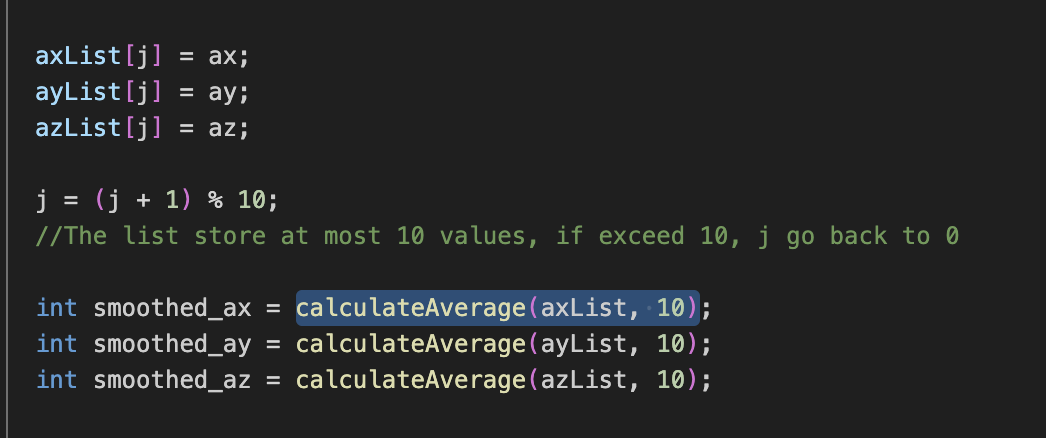 axList[j] = ax;
ayList[j] = ay;
azList[j] = az;
j = (j + 1) % 10;
//The list store at most 10 values, if exceed 10, j go back to 0
int smoothed_ax = calculateAverage(axList, 10);
int smoothed_ay = calculateAverage(ayList, 10);
int smoothed_az = calculateAverage(azList, 10);